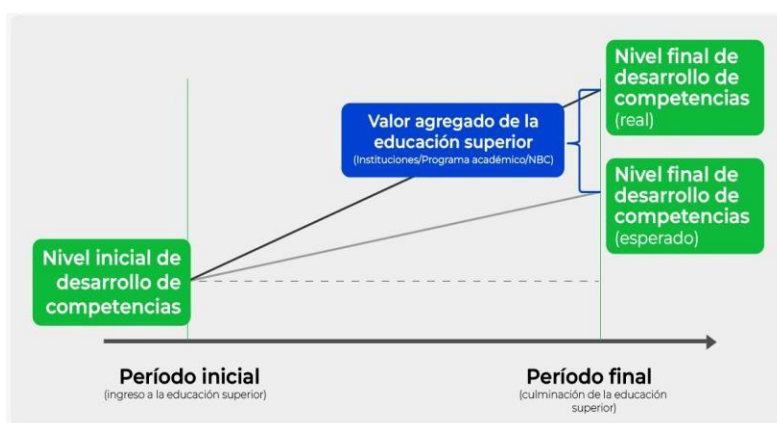 Nivel final de
desarrollo de
competencias
(real)
Valor agregado de la
educación superior
(Instituciones/Programa académico/NBC)
Nivel final de
desarrollo de
competencias
(esperado)
Nivel inicial de
desarrollo de
competencias
Período inicial
(ingreso a la educación superior)
Período final
(culminación de la educación
superior)